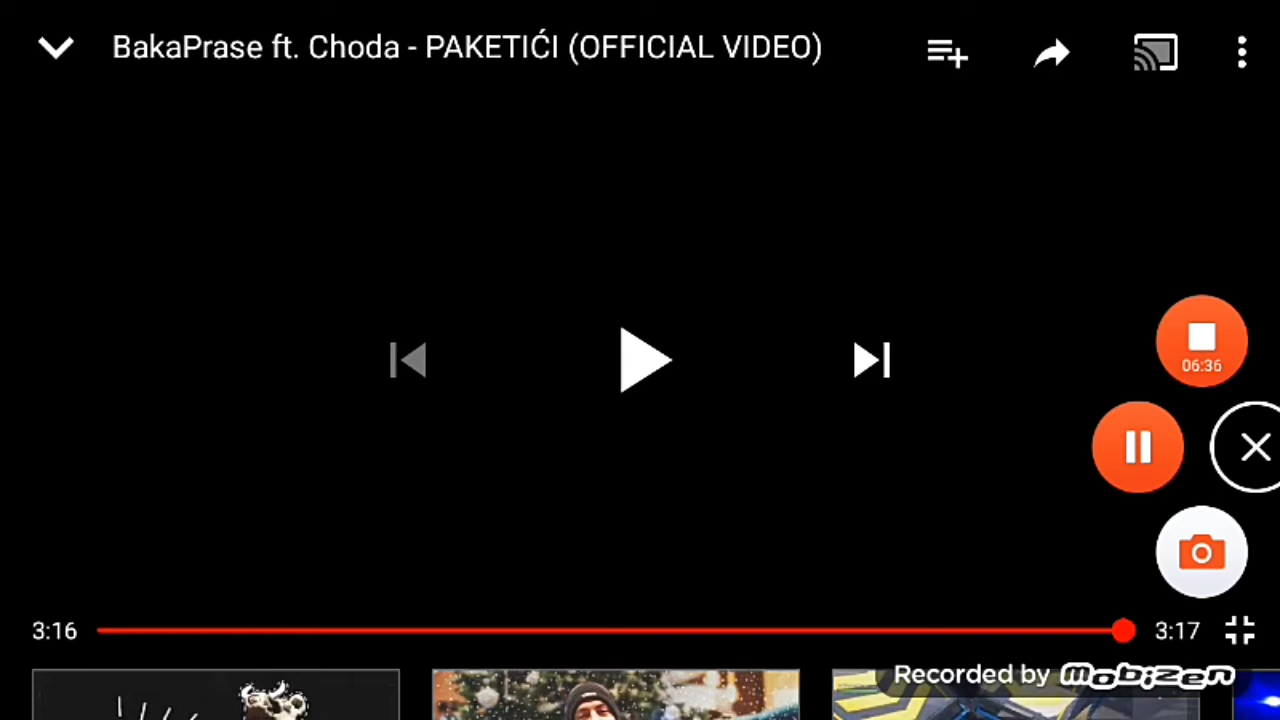 BakaPrase ft. Choda - PAKETIĆI (OFFICIAL VIDEO)
06:36
3:16
3:17
Recorded by mobizen